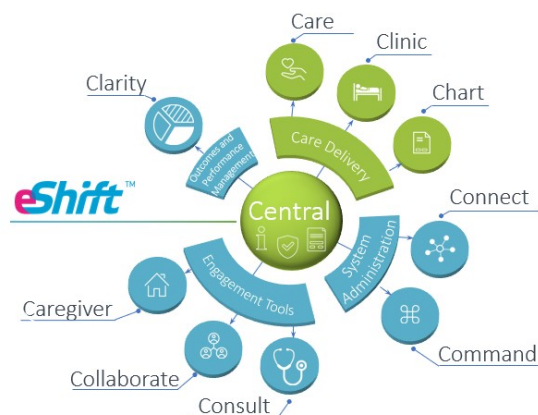 Care
Clinic
Chart
Clarity
Care Delivery
Outcomes and
Performance
Management
eShift™
Central
Connect
System
Administration
Engagement Tools
Caregiver
Command
Collaborate
Consult